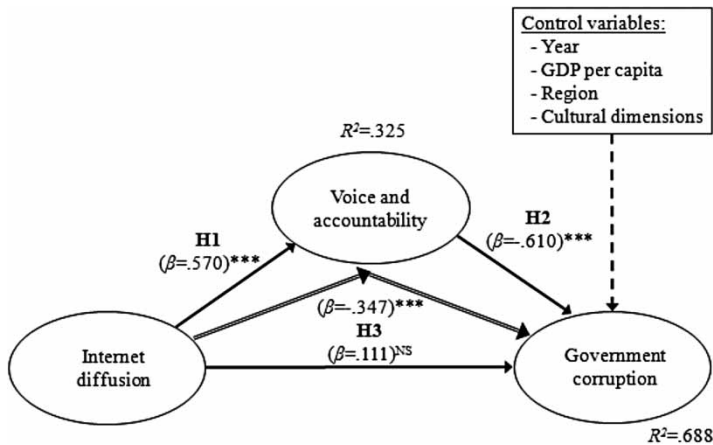 Control variables:
- Year
- GDP per capita
- Region
- Cultural dimensions
R²=.325
Voice and
accountability
H1
(β=.570)***
H2
(β=-.610)***
(β=-.347)***
H3
(β=.111)ᴺˢ
Internet
diffusion
Government
corruption
R²=.688